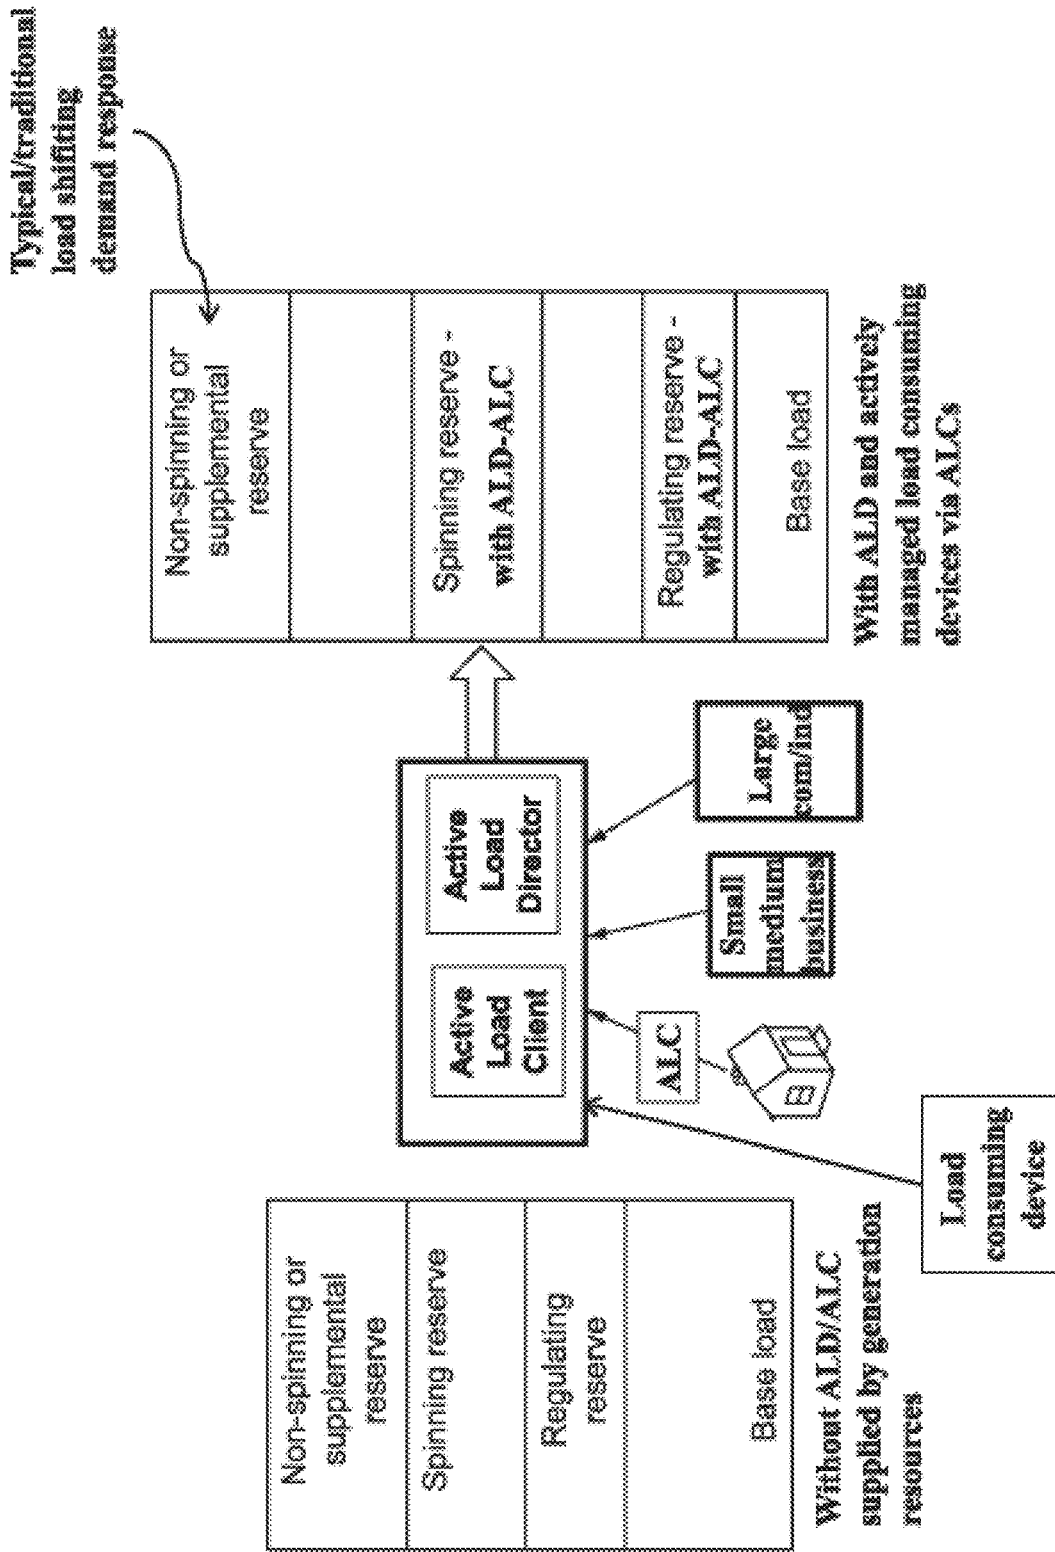 Non-spinning or
supplemental
reserve
Spinning reserve
Regulating
reserve
Base load
Without ALD/ALC
supplied by generation
resources
Load
consuming
device
Active
Load
Client
Active
Load
Director
ALC
Small
medium
business
Large
com/ind
Typical/traditional
load shifiting
demand response
Non-spinning or
supplemental
reserve
Spinning reserve -
with ALD-ALC
Regulating reserve -
with ALD-ALC
Base load
With ALD and actively
managed load consuming
devices via ALCs